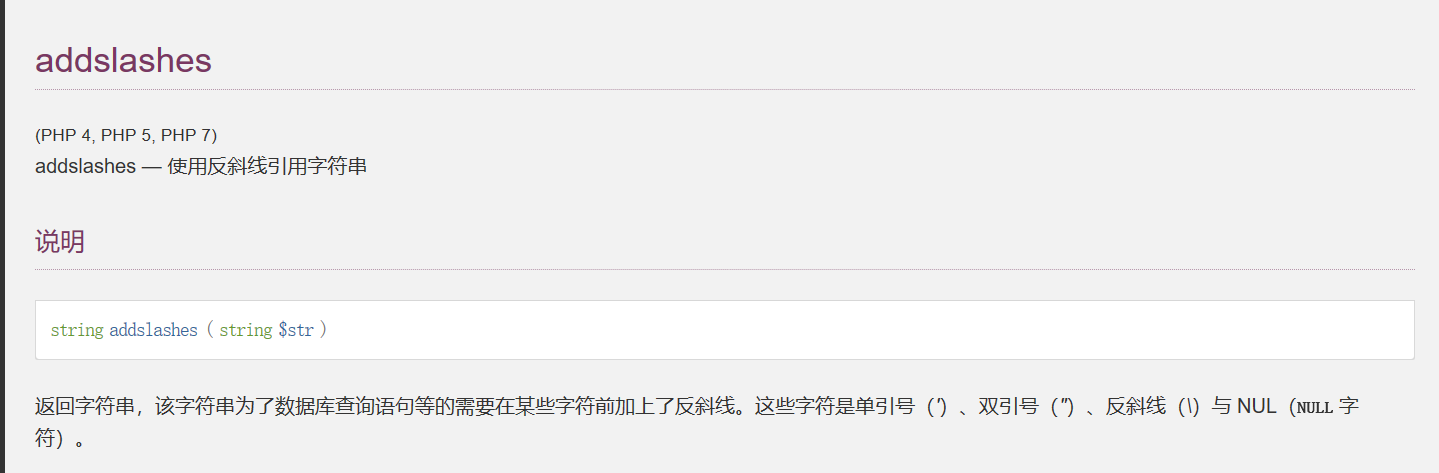 addslashes
(PHP 4, PHP 5, PHP 7)
addslashes — 使用反斜线引用字符串
说明
string addslashes ( string $str )
返回字符串，该字符串为了数据库查询语句等的需要在某些字符前加上了反斜线。这些字符是单引号（'）、双引号（"）、反斜线（\）与 NUL（NULL 字
符）。